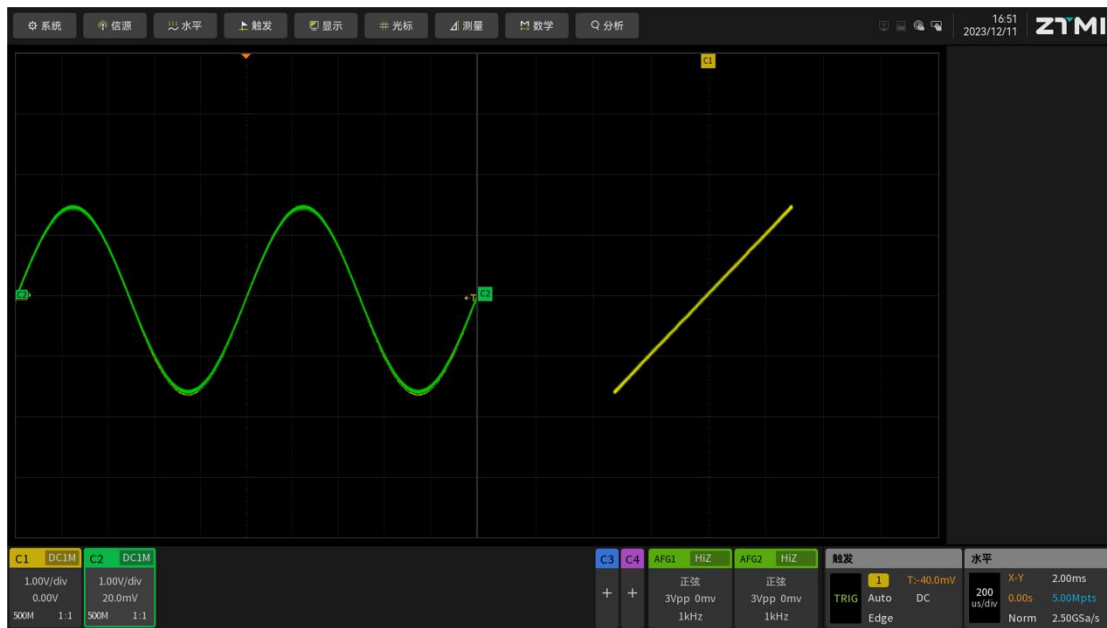 系统 信源 水平 触发 显示 光标 测量 数学 分析 16:51 2023/12/11 ZTMI
C1
C2 T C2
C1 DC1M C2 DC1M C3 C4 AFG1 HiZ AFG2 HiZ 触发 水平
1.00V/div 1.00V/div 正弦 正弦 1 T:-40.0mV X-Y 2.00ms
0.00V 20.0mV + + 3Vpp 0mv 3Vpp 0mv TRIG Auto DC 200 us/div 0.00s 5.00Mpts
500M 1:1 500M 1:1 1kHz 1kHz Edge Norm 2.50GSa/s